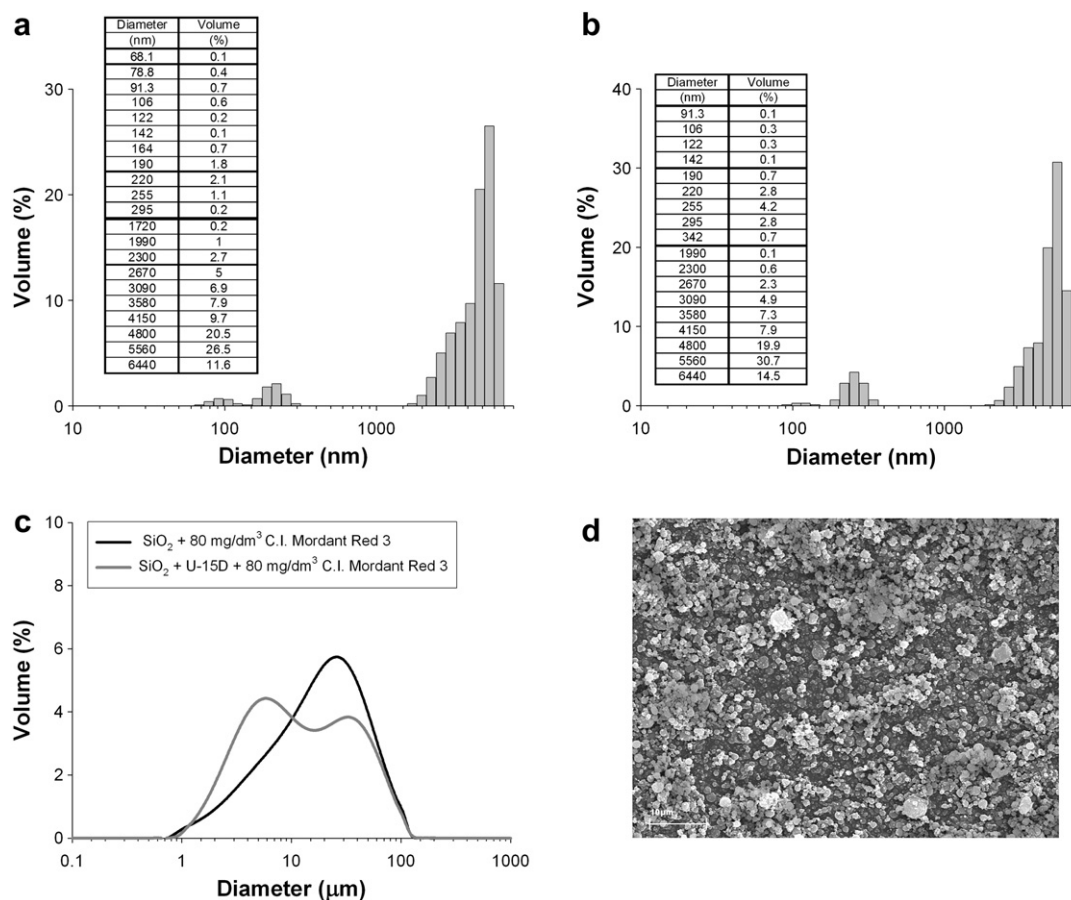 a
Diameter Volume
(nm) (%)
68.1 0.1
78.8 0.4
91.3 0.7
106 0.6
122 0.2
142 0.1
164 0.7
190 1.8
220 2.1
255 1.1
295 0.2
1720 0.2
1990 1
2300 2.7
2670 5
3090 6.9
3580 7.9
4150 9.7
4800 20.5
5560 26.5
6440 11.6
30
20
10
0
Volume (%)
10 100 1000
Diameter (nm)
b
Diameter Volume
(nm) (%)
91.3 0.1
106 0.3
122 0.3
142 0.1
190 0.7
220 2.8
255 4.2
295 2.8
342 0.7
1990 0.1
2300 0.6
2670 2.3
3090 4.9
3580 7.3
4150 7.9
4800 19.9
5560 30.7
6440 14.5
40
30
20
10
0
Volume (%)
10 100 1000
Diameter (nm)
c
SiO₂ + 80 mg/dm³ C.I. Mordant Red 3
SiO₂ + U-15D + 80 mg/dm³ C.I. Mordant Red 3
10
8
6
4
2
0
Volume (%)
0.1 1 10 100 1000
Diameter (µm)
d
10µm